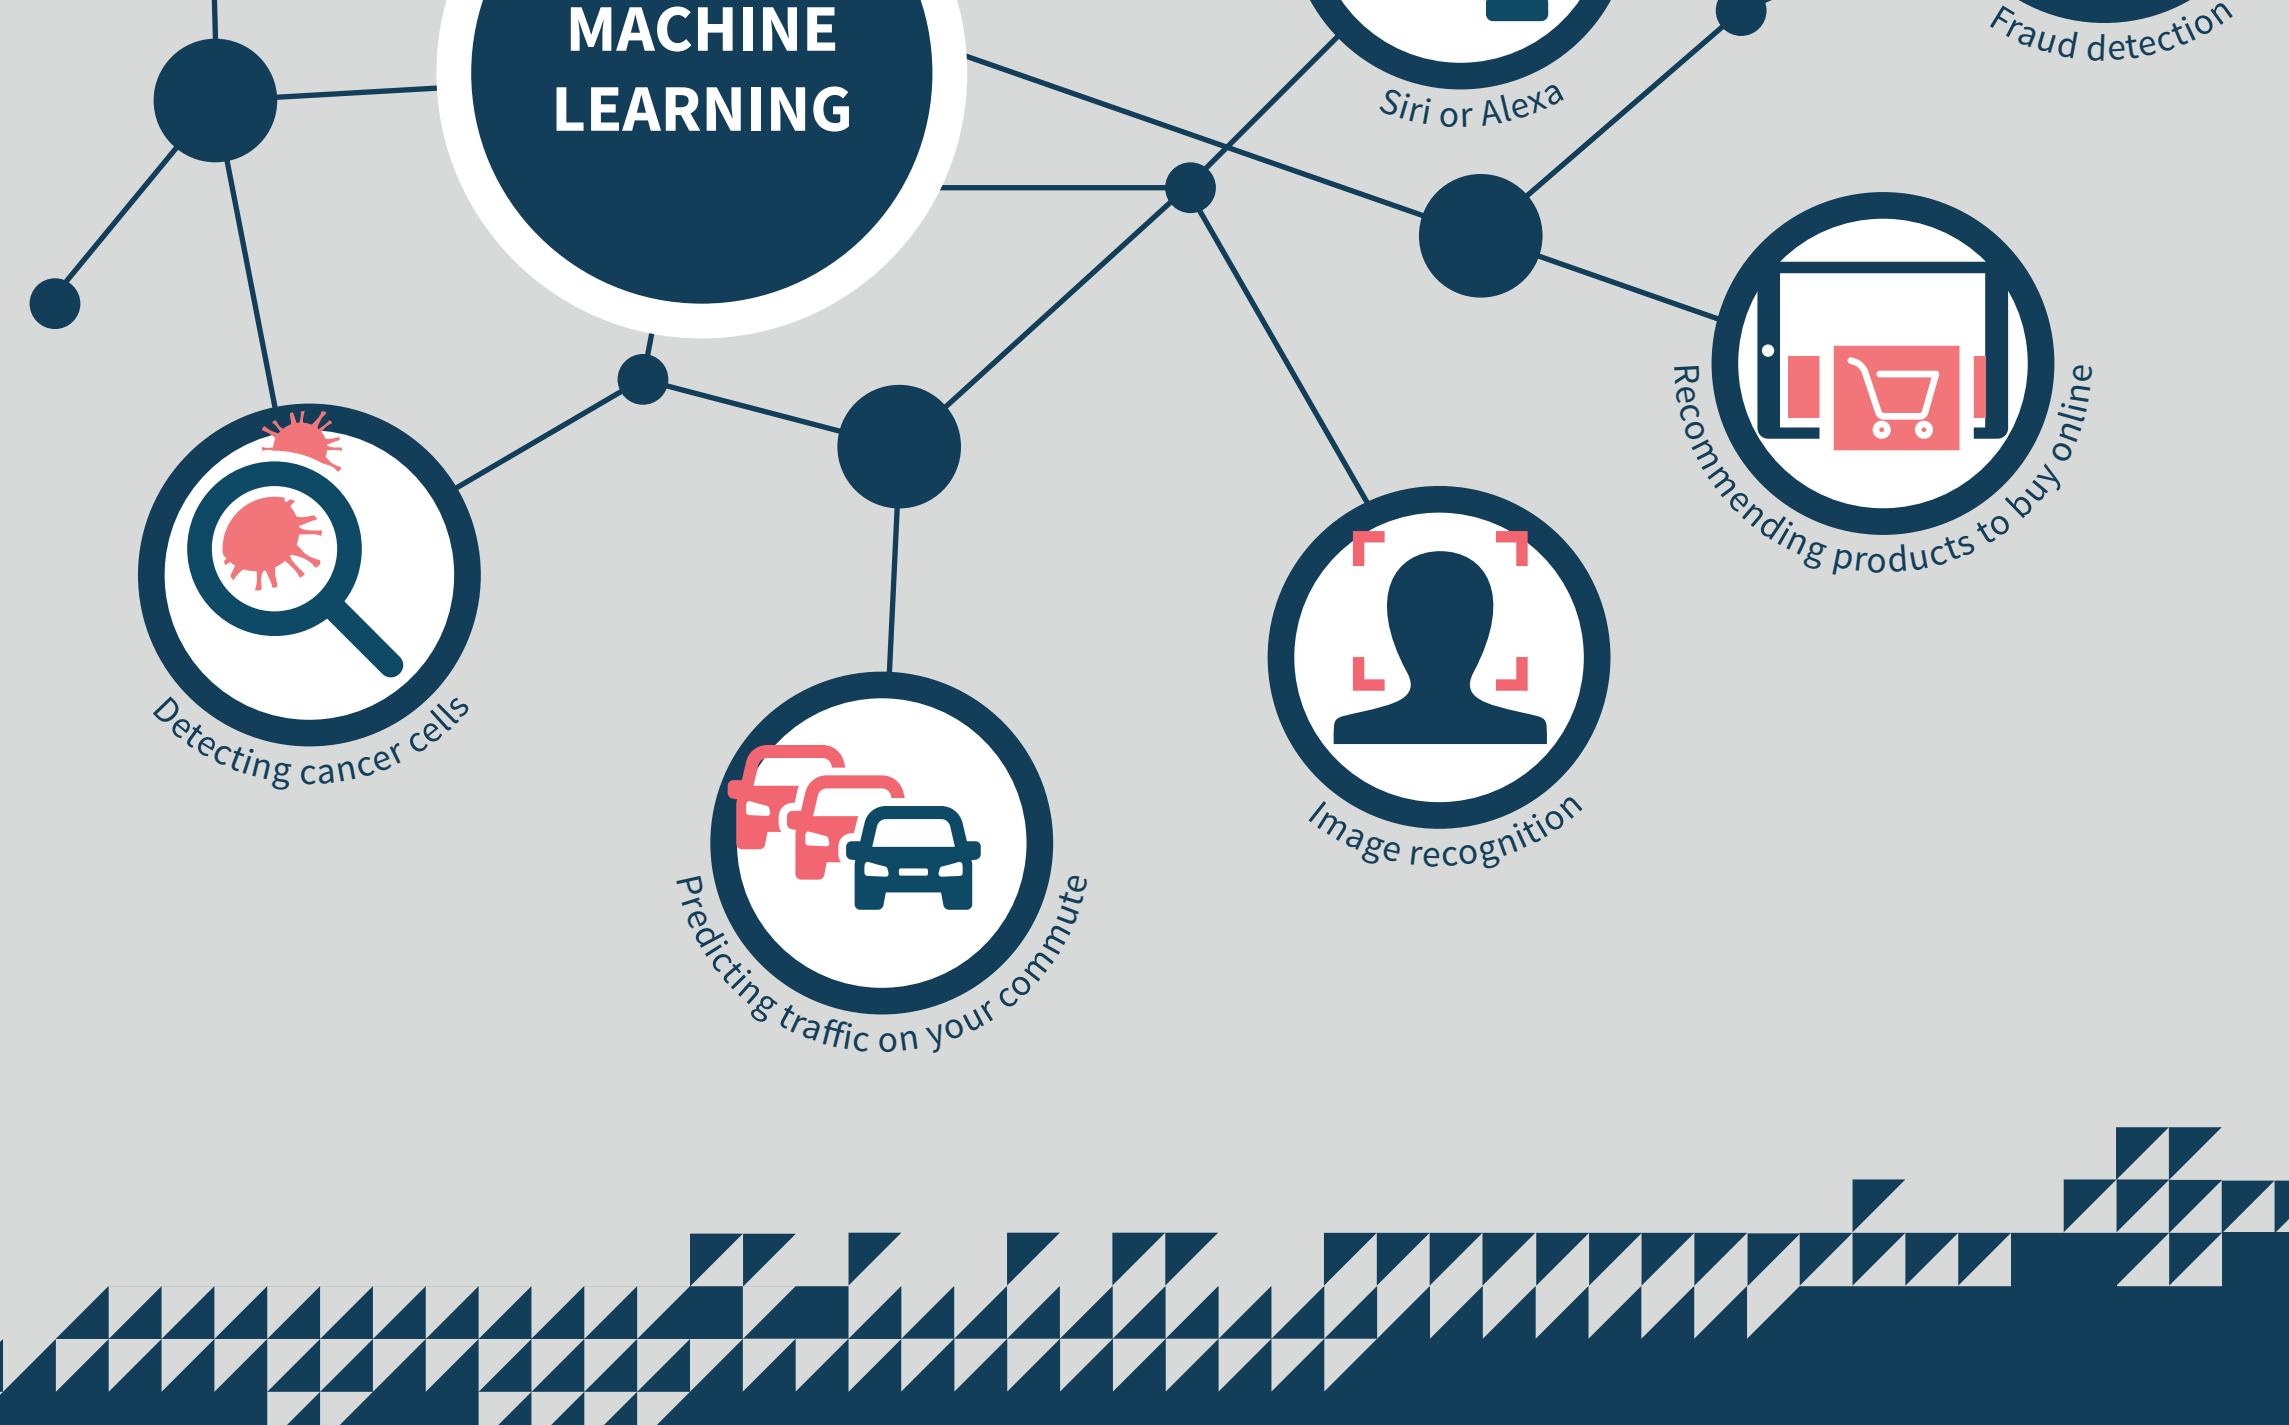 MACHINE
LEARNING
Fraud detection
Siri or Alexa
Recommending products to buy online
Detecting cancer cells
Image recognition
Predicting traffic on your commute